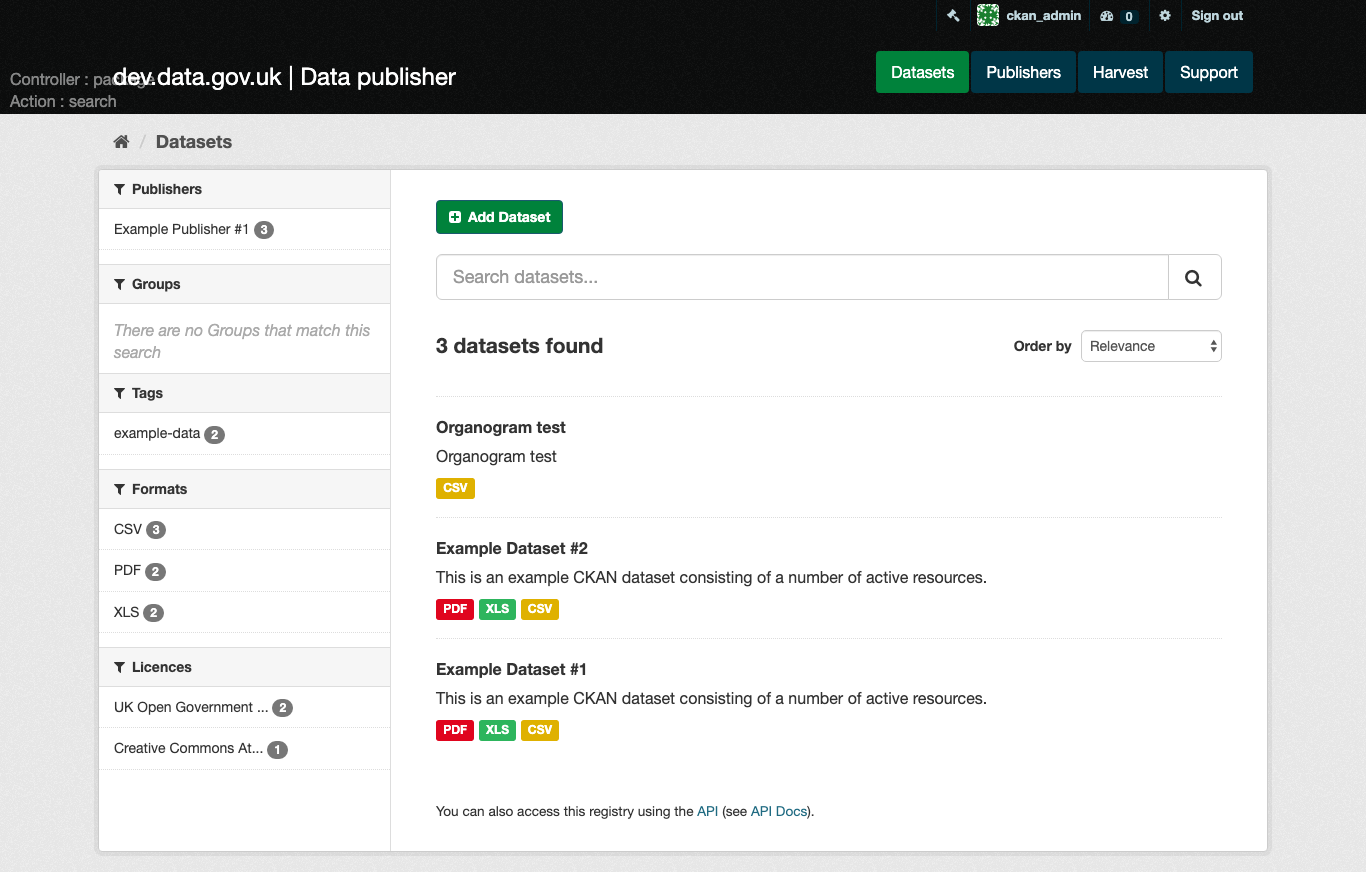 ckan_admin 0 Sign out
Controller : package
Action : search
dev.data.gov.uk | Data publisher
Datasets Publishers Harvest Support
/ Datasets
Publishers
Example Publisher #1 3
Groups
There are no Groups that match this
search
Tags
example-data 2
Formats
CSV 3
PDF 2
XLS 2
Licences
UK Open Government ... 2
Creative Commons At... 1
Add Dataset
Search datasets...
3 datasets found
Order by Relevance
Organogram test
Organogram test
CSV
Example Dataset #2
This is an example CKAN dataset consisting of a number of active resources.
PDF XLS CSV
Example Dataset #1
This is an example CKAN dataset consisting of a number of active resources.
PDF XLS CSV
You can also access this registry using the API (see API Docs).